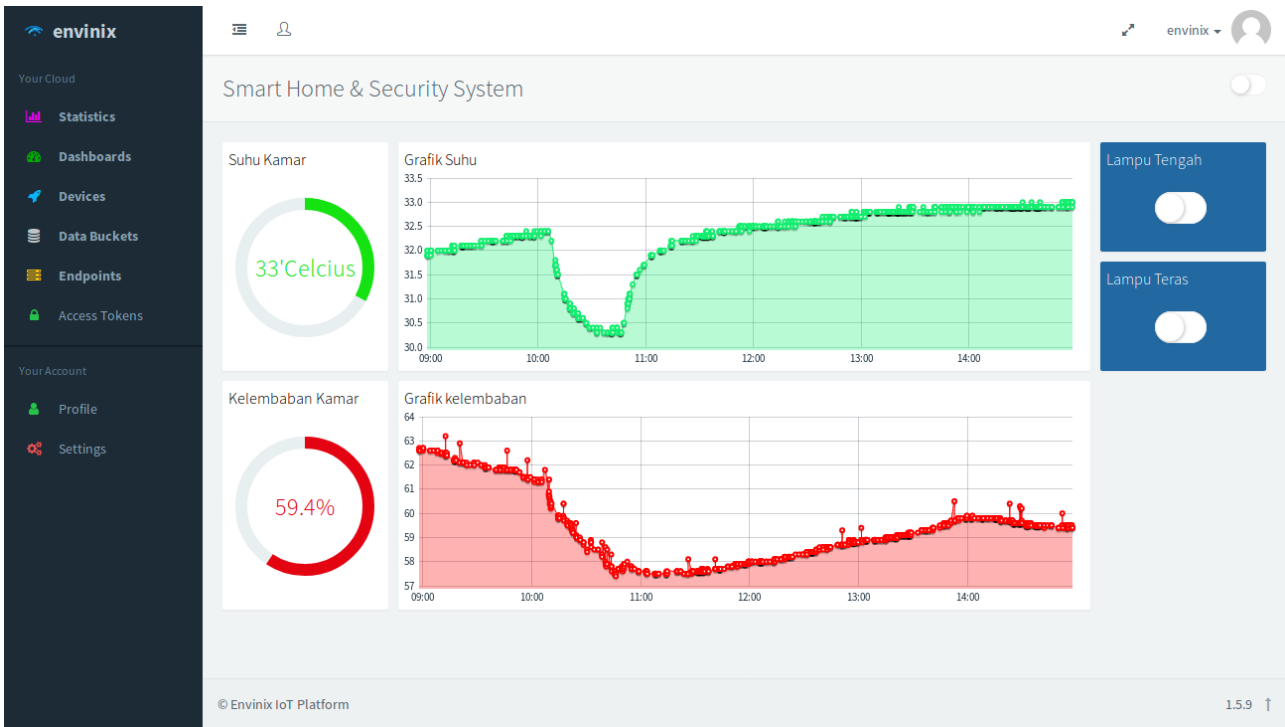 envinix
envinix
Your Cloud
Statistics
Dashboards
Devices
Data Buckets
Endpoints
Access Tokens
Your Account
Profile
Settings
Smart Home & Security System
Suhu Kamar
33'Celcius
Grafik Suhu
33.5
33.0
32.5
32.0
31.5
31.0
30.5
30.0
09:00 10:00 11:00 12:00 13:00 14:00
Lampu Tengah
Lampu Teras
Kelembaban Kamar
59.4%
Grafik kelembaban
64
63
62
61
60
59
58
57
09:00 10:00 11:00 12:00 13:00 14:00
© Envinix IoT Platform
1.5.9